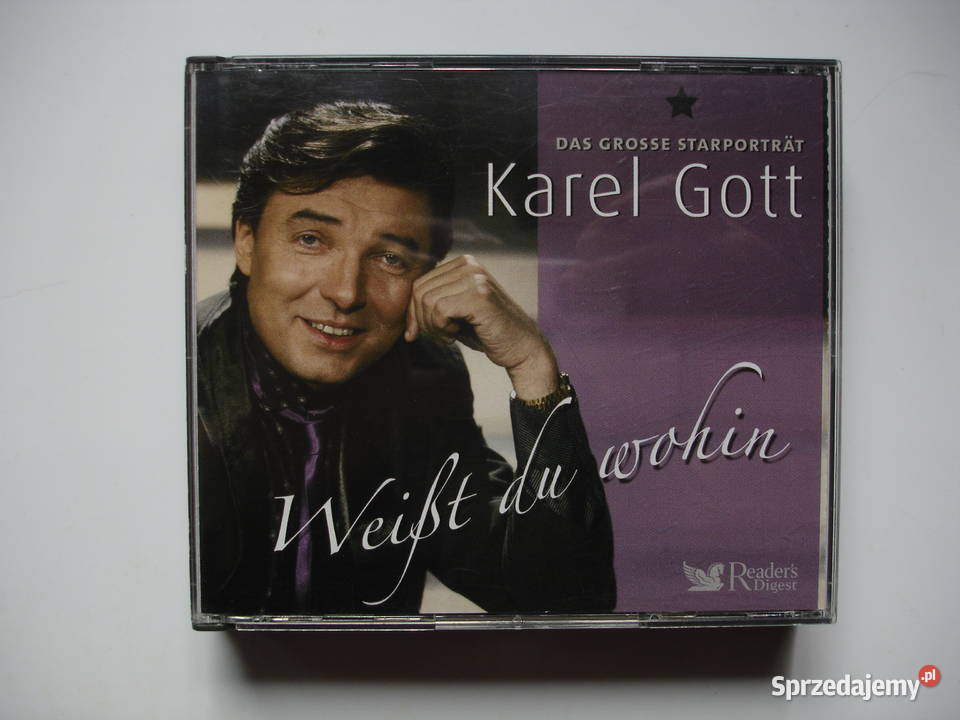 DAS GROSSE STARPORTRÄT
Karel Gott
Weißt du wohin
Reader's
Digest
Sprzedajemy.pl